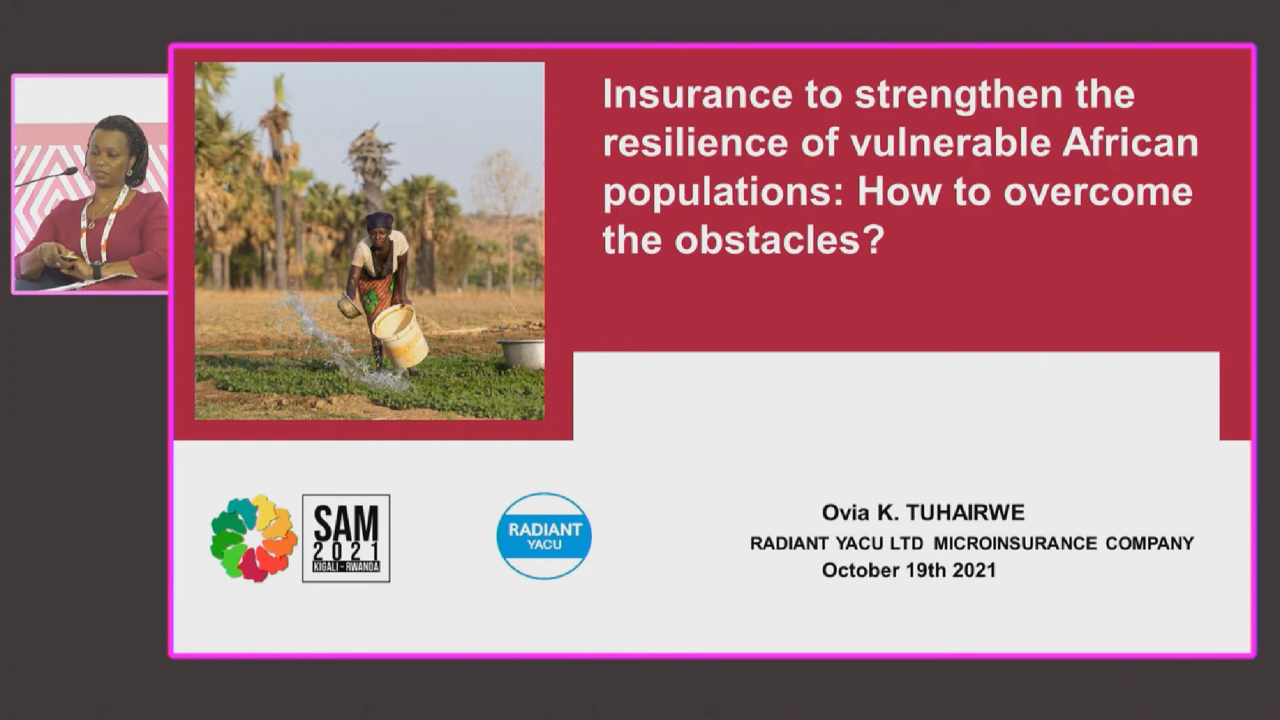 Insurance to strengthen the
resilience of vulnerable African
populations: How to overcome
the obstacles?
SAM
2021
KIGALI - RWANDA
RADIANT
YACU
Ovia K. TUHAIRWE
RADIANT YACU LTD MICROINSURANCE COMPANY
October 19th 2021